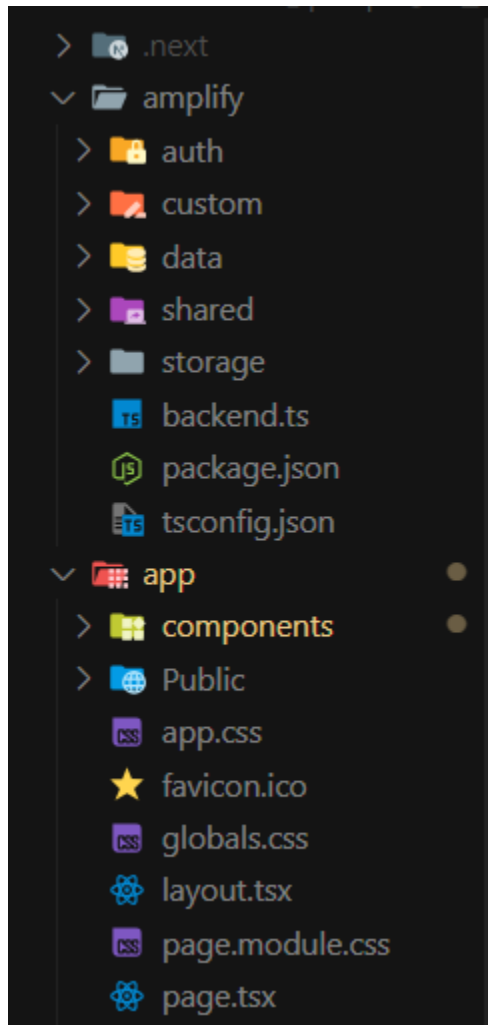 .next
amplify
auth
custom
data
shared
storage
backend.ts
package.json
tsconfig.json
app
components
Public
app.css
favicon.ico
globals.css
layout.tsx
page.module.css
page.tsx